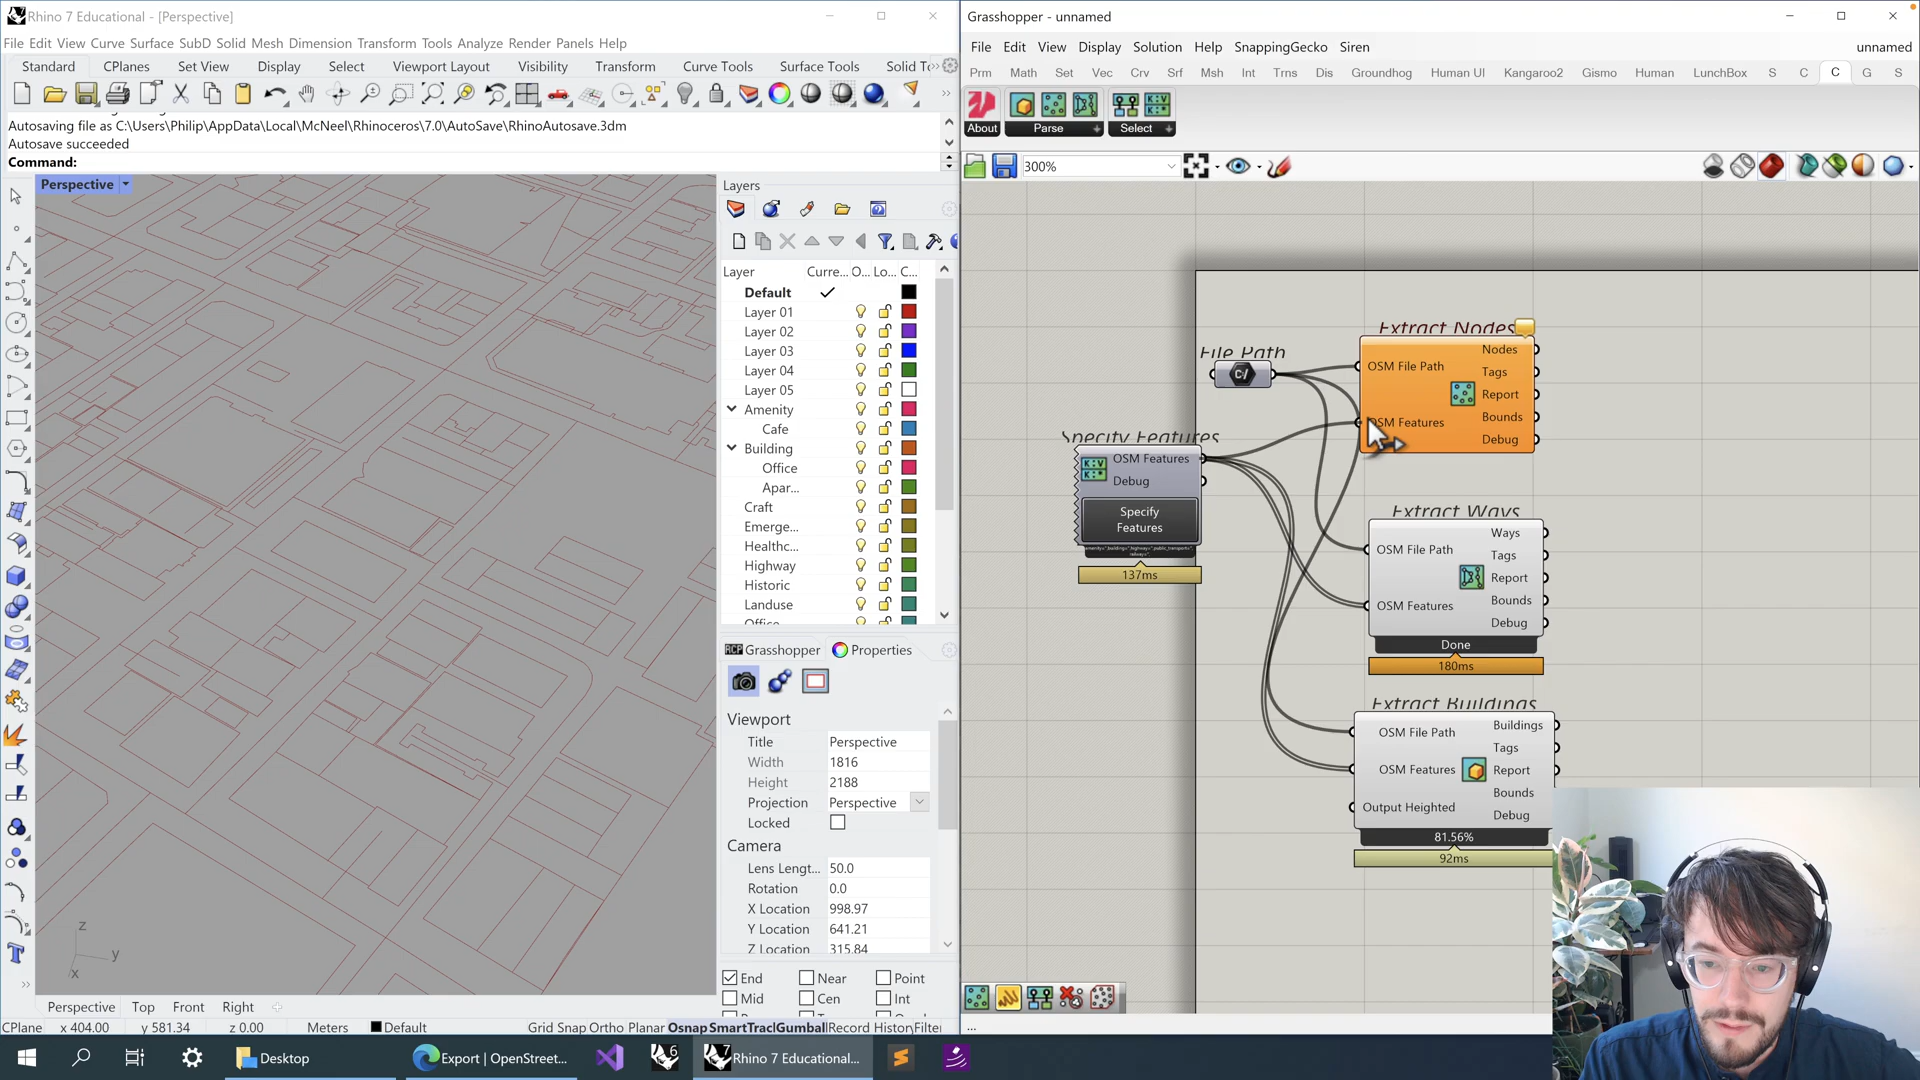 Rhino 7 Educational - [Perspective]
File Edit View Curve Surface SubD Solid Mesh Dimension Transform Tools Analyze Render Panels Help
Standard CPlanes Set View Display Select Viewport Layout Visibility Transform Curve Tools Surface Tools Solid To
Autosaving file as C:\Users\Philip\AppData\Local\McNeel\Rhinoceros\7.0\AutoSave\RhinoAutosave.3dm
Autosave succeeded
Command:
Perspective
z
y
x
Perspective Top Front Right
CPlane x 404.00 y 581.34 z 0.00 Meters Default Grid Snap Ortho Planar Osnap SmartTrac Gumbal Record History Filter
Layers
Layer Curre... O... Lo... C...
Default
Layer 01
Layer 02
Layer 03
Layer 04
Layer 05
Amenity
Cafe
Building
Office
Apar...
Craft
Emerge...
Healthc...
Highway
Historic
Landuse
Office
RCP Grasshopper Properties
Viewport
Title Perspective
Width 1816
Height 2188
Projection Perspective
Locked
Camera
Lens Lengt... 50.0
Rotation 0.0
X Location 998.97
Y Location 641.21
Z Location 315.84
End Near Point
Mid Cen Int
Grasshopper - unnamed
File Edit View Display Solution Help SnappingGecko Siren unnamed
Prm Math Set Vec Crv Srf Msh Int Trns Dis Groundhog Human UI Kangaroo2 Gismo Human LunchBox S C C G S
K:V
K:*
About Parse Select
300%
File Path
C:/
Specify Features
K:V
K:*
OSM Features
Debug
Specify
Features
137ms
Extract Nodes
OSM File Path
OSM Features
Nodes
Tags
Report
Bounds
Debug
Extract Ways
OSM File Path
OSM Features
Ways
Tags
Report
Bounds
Debug
Done
180ms
Extract Buildings
OSM File Path
OSM Features
Output Heighted
Buildings
Tags
Report
Bounds
Debug
81.56%
92ms
...
Desktop
Export | OpenStreet...
6
7
Rhino 7 Educational...